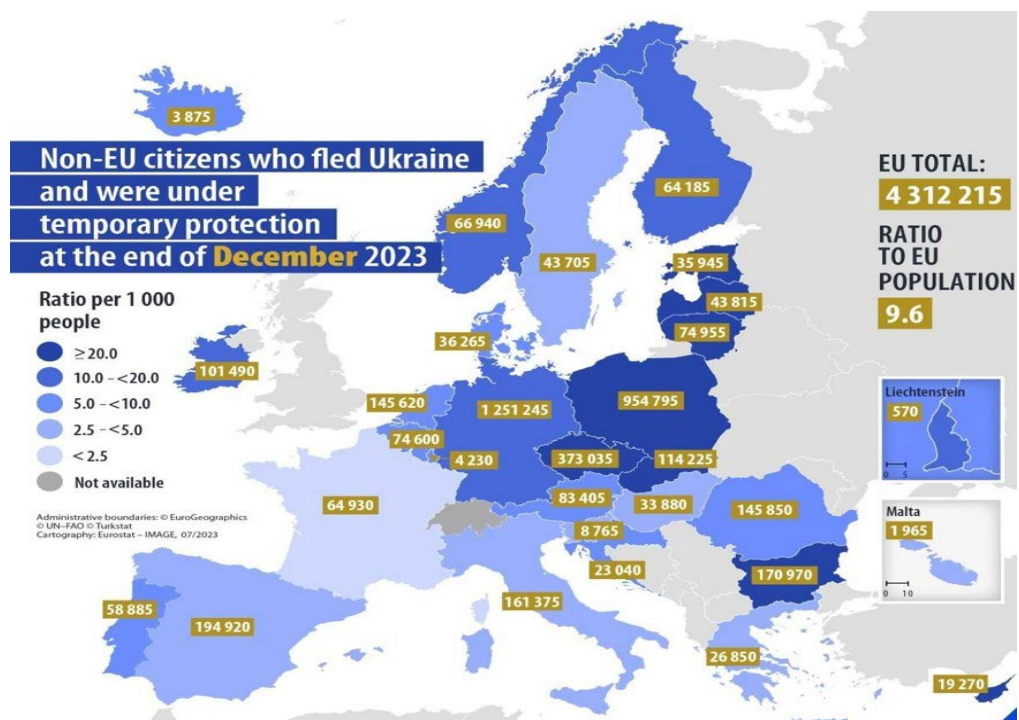 3 875
Non-EU citizens who fled Ukraine
and were under
temporary protection
at the end of December 2023
Ratio per 1 000
people
≥20.0
10.0 –<20.0
5.0 –<10.0
2.5 –<5.0
< 2.5
Not available
Administrative boundaries: © EuroGeographics
© UN–FAO © Turkstat
Cartography: Eurostat – IMAGE, 07/2023
EU TOTAL:
4 312 215
RATIO
TO EU
POPULATION
9.6
66 940
64 185
43 705
35 945
43 815
74 955
36 265
101 490
145 620
1 251 245
954 795
74 600
4 230
373 035
114 225
64 930
83 405
33 880
145 850
8 765
23 040
170 970
161 375
58 885
194 920
26 850
19 270
Liechtenstein
570
0 5
Malta
1 965
0 10